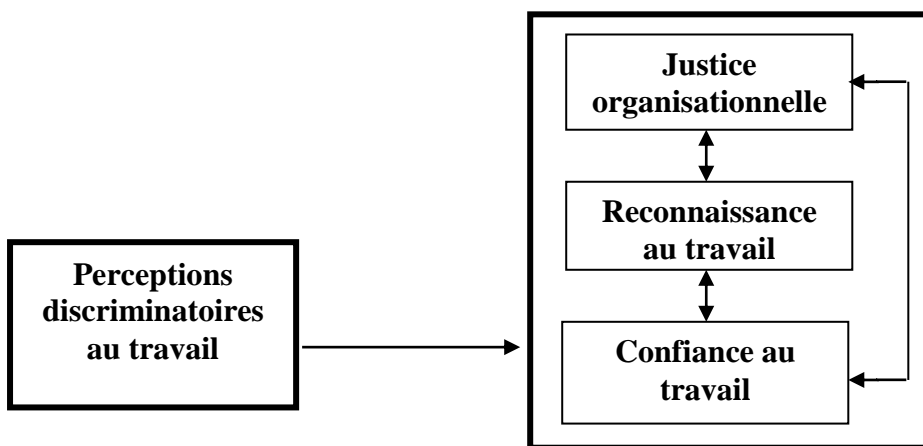 Justice
organisationnelle
Reconnaissance
au travail
Perceptions
discriminatoires
au travail
Confiance au
travail